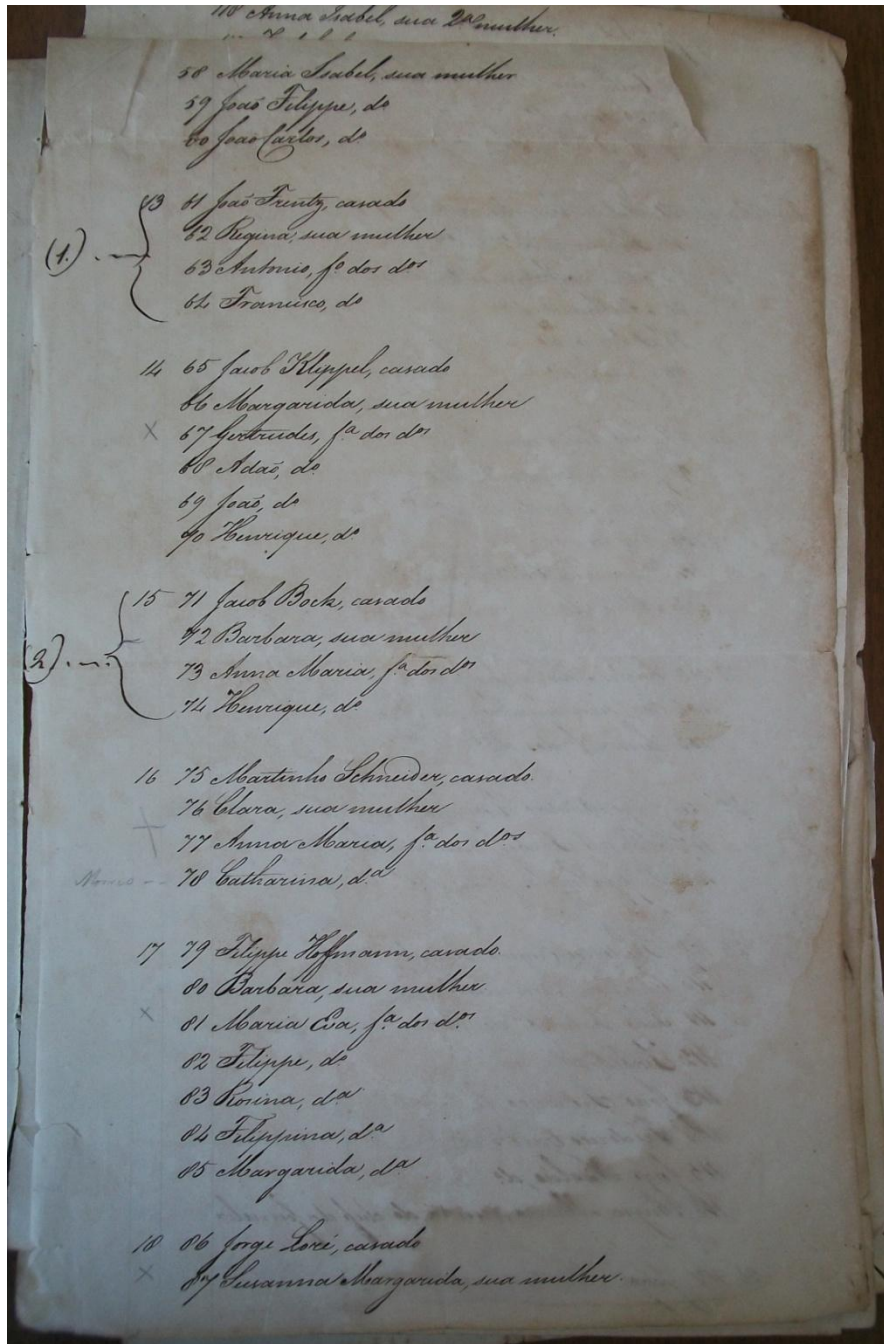 118 Anna Isabel, sua 2ª mulher.
58 Maria Isabel, sua mulher
59 João Filippe, dº
60 João Carlos, dº
13 61 João Trentz, casado
(1.)
62 Regina, sua mulher
63 Antonio, fº dos dºs
64 Francisco, dº
14 65 Jacob Klippel, casado
66 Margarida, sua mulher
X 67 Gertrudes, fª dos dºs
68 Adaõ, dº
69 João, dº
70 Henrique, dº
15 71 Jacob Bock, casado
72 Barbara, sua mulher
(2)
73 Anna Maria, fª dos dºs
74 Henrique, dº
16 75 Martinho Schneider, casado.
76 Clara, sua mulher
77 Anna Maria, fª dos dºs
78 Catharina, dª
17 79 Filippe Hoffmann, casado.
80 Barbara, sua mulher
X 81 Maria Eva, fª dos dºs
82 Filippe, dº
83 Rosina, dª
84 Filippina, dª
85 Margarida, dª
18 86 Jorge Loré, casado
X 87 Susanna Margarida, sua mulher.